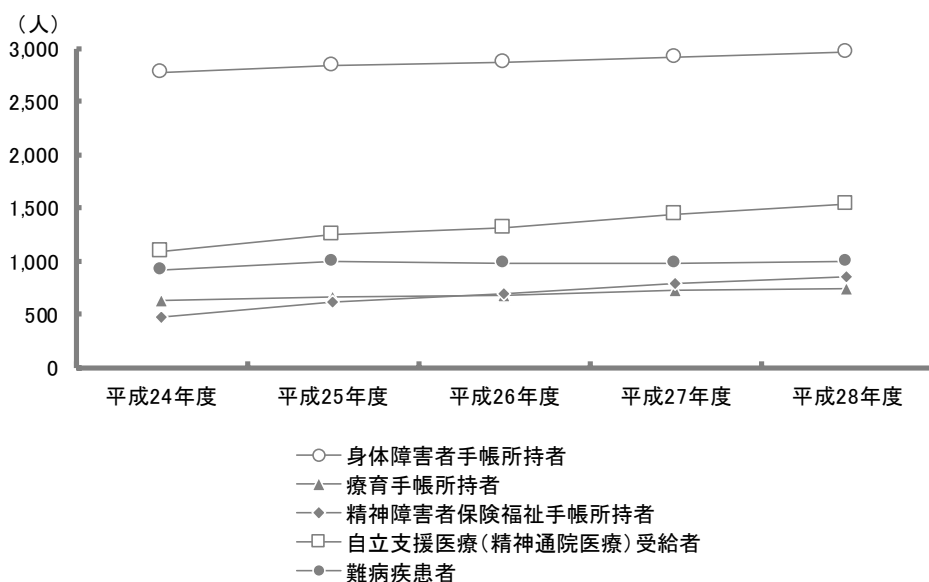 （人）
3,000
2,500
2,000
1,500
1,000
500
0
平成24年度 平成25年度 平成26年度 平成27年度 平成28年度
身体障害者手帳所持者
療育手帳所持者
精神障害者保険福祉手帳所持者
自立支援医療（精神通院医療）受給者
難病疾患者